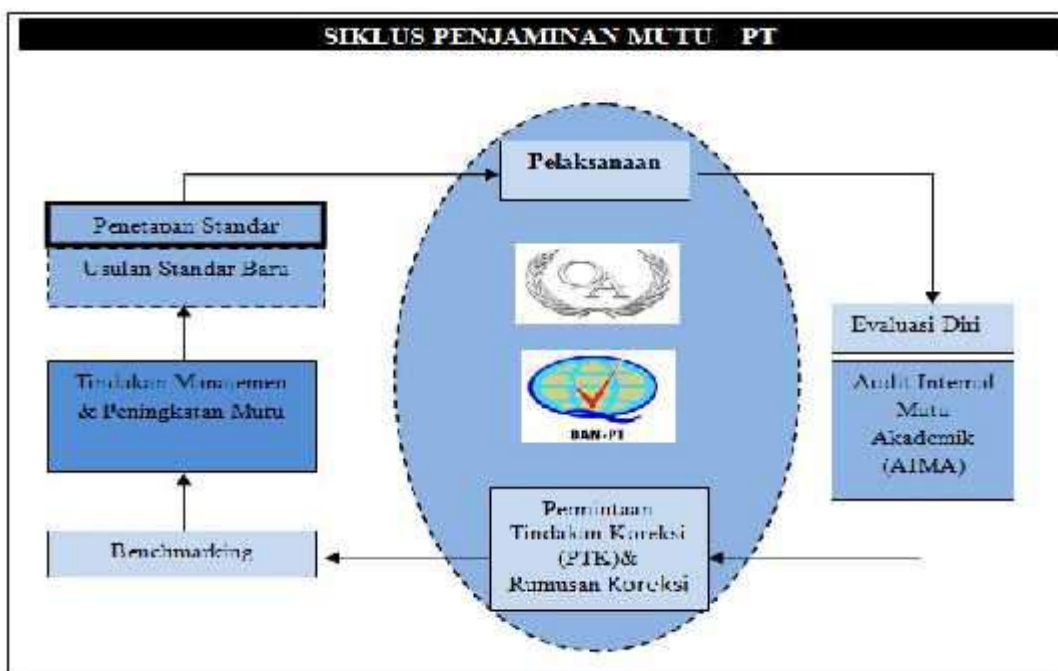 SIKLUS PENJAMINAN MUTU PT
Pelaksanaan
Penetapan Standar
Usulan Standar Baru
QA
Evaluasi Diri
Tindakan Manajemen
& Peningkatan Mutu
Audit Internal
Mutu
Akademik
(AIMA)
BAN-PT
Permintaan
Tindakan Koreksi
(PTK)&
Rumusan Koreksi
Benchmarking